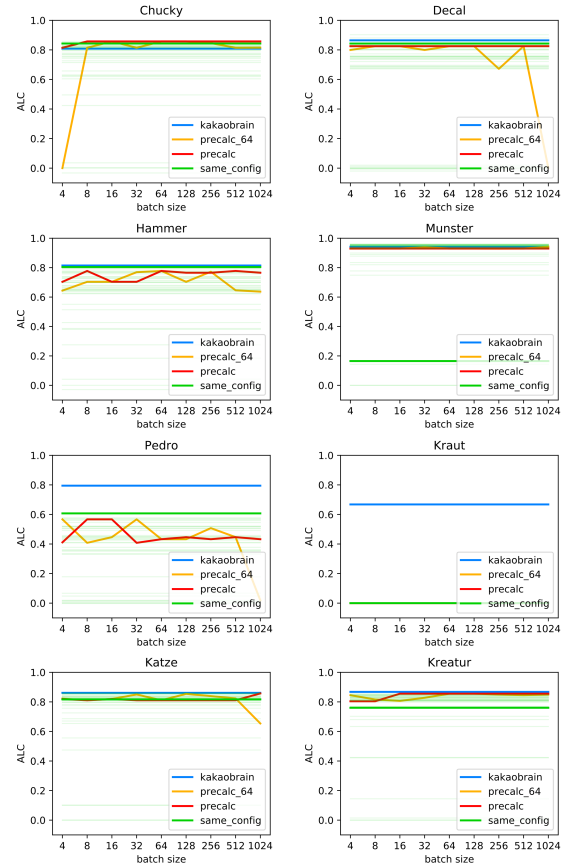 Chucky
ALC
0.8
0.6
0.4
0.2
0.0
kakaobrain
precalc_64
precalc
same_config
4 8 16 32 64 128 256 512 1024
batch size
Decal
ALC
1.0
0.8
0.6
0.4
0.2
0.0
kakaobrain
precalc_64
precalc
same_config
4 8 16 32 64 128 256 512 1024
batch size
Hammer
ALC
1.0
0.8
0.6
0.4
0.2
0.0
kakaobrain
precalc_64
precalc
same_config
4 8 16 32 64 128 256 512 1024
batch size
Munster
ALC
1.0
0.8
0.6
0.4
0.2
0.0
kakaobrain
precalc_64
precalc
same_config
4 8 16 32 64 128 256 512 1024
batch size
Pedro
ALC
1.0
0.8
0.6
0.4
0.2
0.0
kakaobrain
precalc_64
precalc
same_config
4 8 16 32 64 128 256 512 1024
batch size
Kraut
ALC
1.0
0.8
0.6
0.4
0.2
0.0
kakaobrain
precalc_64
precalc
same_config
4 8 16 32 64 128 256 512 1024
batch size
Katze
ALC
1.0
0.8
0.6
0.4
0.2
0.0
kakaobrain
precalc_64
precalc
same_config
4 8 16 32 64 128 256 512 1024
batch size
Kreatur
ALC
1.0
0.8
0.6
0.4
0.2
0.0
kakaobrain
precalc_64
precalc
same_config
4 8 16 32 64 128 256 512 1024
batch size